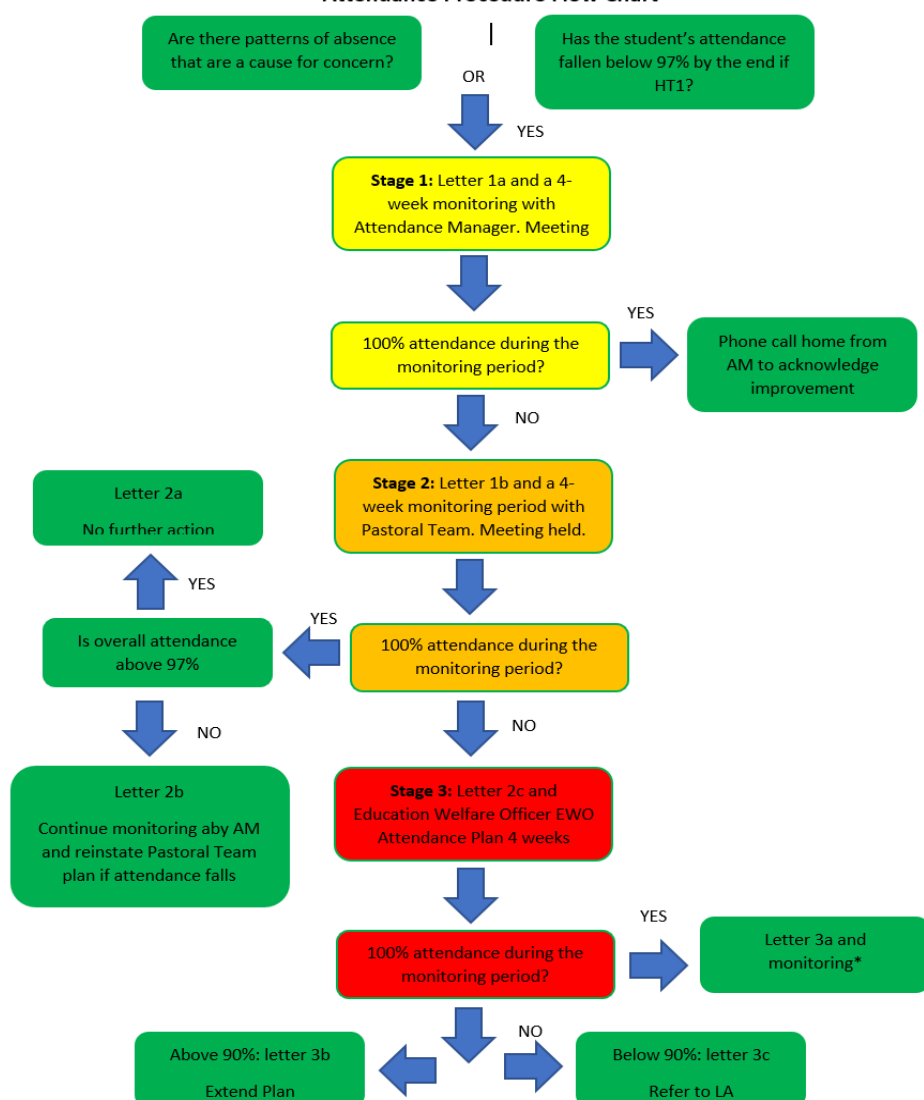 Attendance Procedure Flow Chart
Are there patterns of absence
that are a cause for concern?
Has the student's attendance
fallen below 97% by the end if
HT1?
OR
YES
Stage 1: Letter 1a and a 4-
week monitoring with
Attendance Manager. Meeting
100% attendance during the
monitoring period?
YES
Phone call home from
AM to acknowledge
improvement
NO
Stage 2: Letter 1b and a 4-
week monitoring period with
Pastoral Team. Meeting held.
Letter 2a
No further action
YES
100% attendance during the
monitoring period?
YES
Is overall attendance
above 97%
NO
Letter 2b
Continue monitoring aby AM
and reinstate Pastoral Team
plan if attendance falls
NO
Stage 3: Letter 2c and
Education Welfare Officer EWO
Attendance Plan 4 weeks
100% attendance during the
monitoring period?
YES
Letter 3a and
monitoring*
NO
Above 90%: letter 3b
Extend Plan
Below 90%: letter 3c
Refer to LA